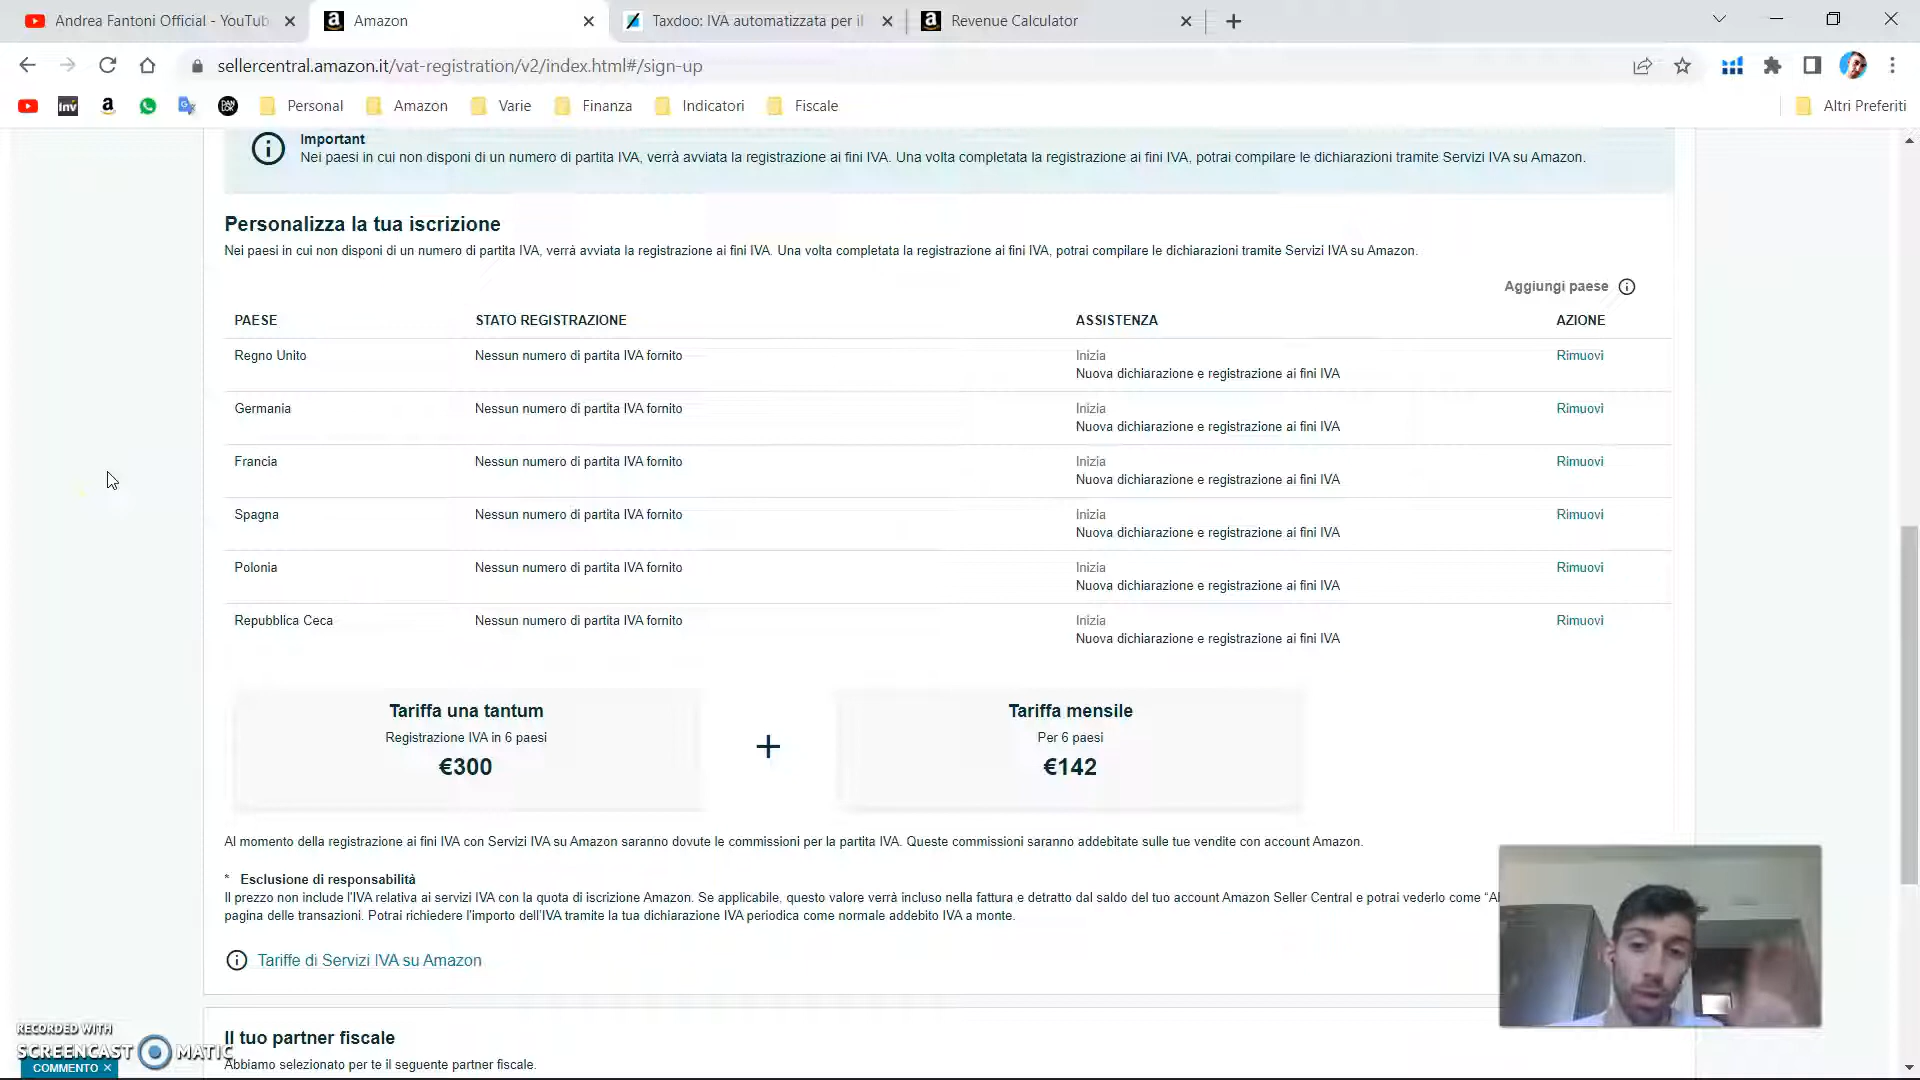 Andrea Fantoni Official - YouTub
Amazon
Taxdoo: IVA automatizzata per il
Revenue Calculator
sellercentral.amazon.it/vat-registration/v2/index.html#/sign-up
Inv
DAN LOK
Personal
Amazon
Varie
Finanza
Indicatori
Fiscale
Altri Preferiti
Important
Nei paesi in cui non disponi di un numero di partita IVA, verrà avviata la registrazione ai fini IVA. Una volta completata la registrazione ai fini IVA, potrai compilare le dichiarazioni tramite Servizi IVA su Amazon.
Personalizza la tua iscrizione
Nei paesi in cui non disponi di un numero di partita IVA, verrà avviata la registrazione ai fini IVA. Una volta completata la registrazione ai fini IVA, potrai compilare le dichiarazioni tramite Servizi IVA su Amazon.
Aggiungi paese
PAESE STATO REGISTRAZIONE ASSISTENZA AZIONE
Regno Unito Nessun numero di partita IVA fornito Inizia Rimuovi
Nuova dichiarazione e registrazione ai fini IVA
Germania Nessun numero di partita IVA fornito Inizia Rimuovi
Nuova dichiarazione e registrazione ai fini IVA
Francia Nessun numero di partita IVA fornito Inizia Rimuovi
Nuova dichiarazione e registrazione ai fini IVA
Spagna Nessun numero di partita IVA fornito Inizia Rimuovi
Nuova dichiarazione e registrazione ai fini IVA
Polonia Nessun numero di partita IVA fornito Inizia Rimuovi
Nuova dichiarazione e registrazione ai fini IVA
Repubblica Ceca Nessun numero di partita IVA fornito Inizia Rimuovi
Nuova dichiarazione e registrazione ai fini IVA
Tariffa una tantum
Registrazione IVA in 6 paesi
€300
+
Tariffa mensile
Per 6 paesi
€142
Al momento della registrazione ai fini IVA con Servizi IVA su Amazon saranno dovute le commissioni per la partita IVA. Queste commissioni saranno addebitate sulle tue vendite con account Amazon.
* Esclusione di responsabilità
Il prezzo non include l'IVA relativa ai servizi IVA con la quota di iscrizione Amazon. Se applicabile, questo valore verrà incluso nella fattura e detratto dal saldo del tuo account Amazon Seller Central e potrai vederlo come “Al
pagina delle transazioni. Potrai richiedere l'importo dell'IVA tramite la tua dichiarazione IVA periodica come normale addebito IVA a monte.
Tariffe di Servizi IVA su Amazon
Il tuo partner fiscale
Abbiamo selezionato per te il seguente partner fiscale.
RECORDED WITH
SCREENCAST MATIC
COMMENTO ×